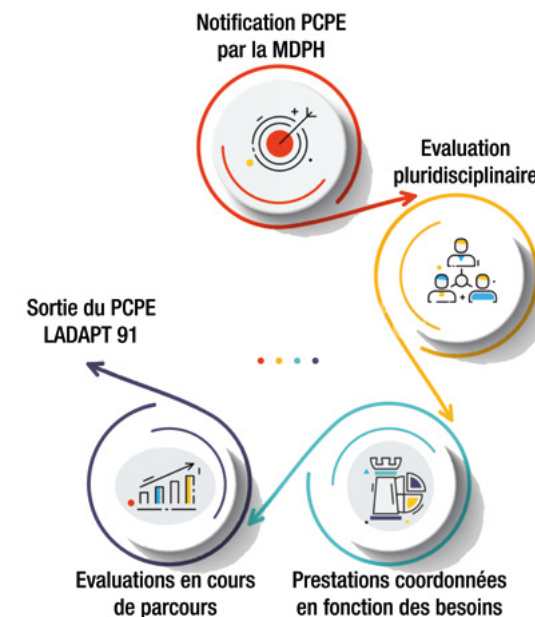 Notification PCPE
par la MDPH
Evaluation
pluridisciplinaire
Prestations coordonnées
en fonction des besoins
Evaluations en cours
de parcours
Sortie du PCPE
LADAPT 91